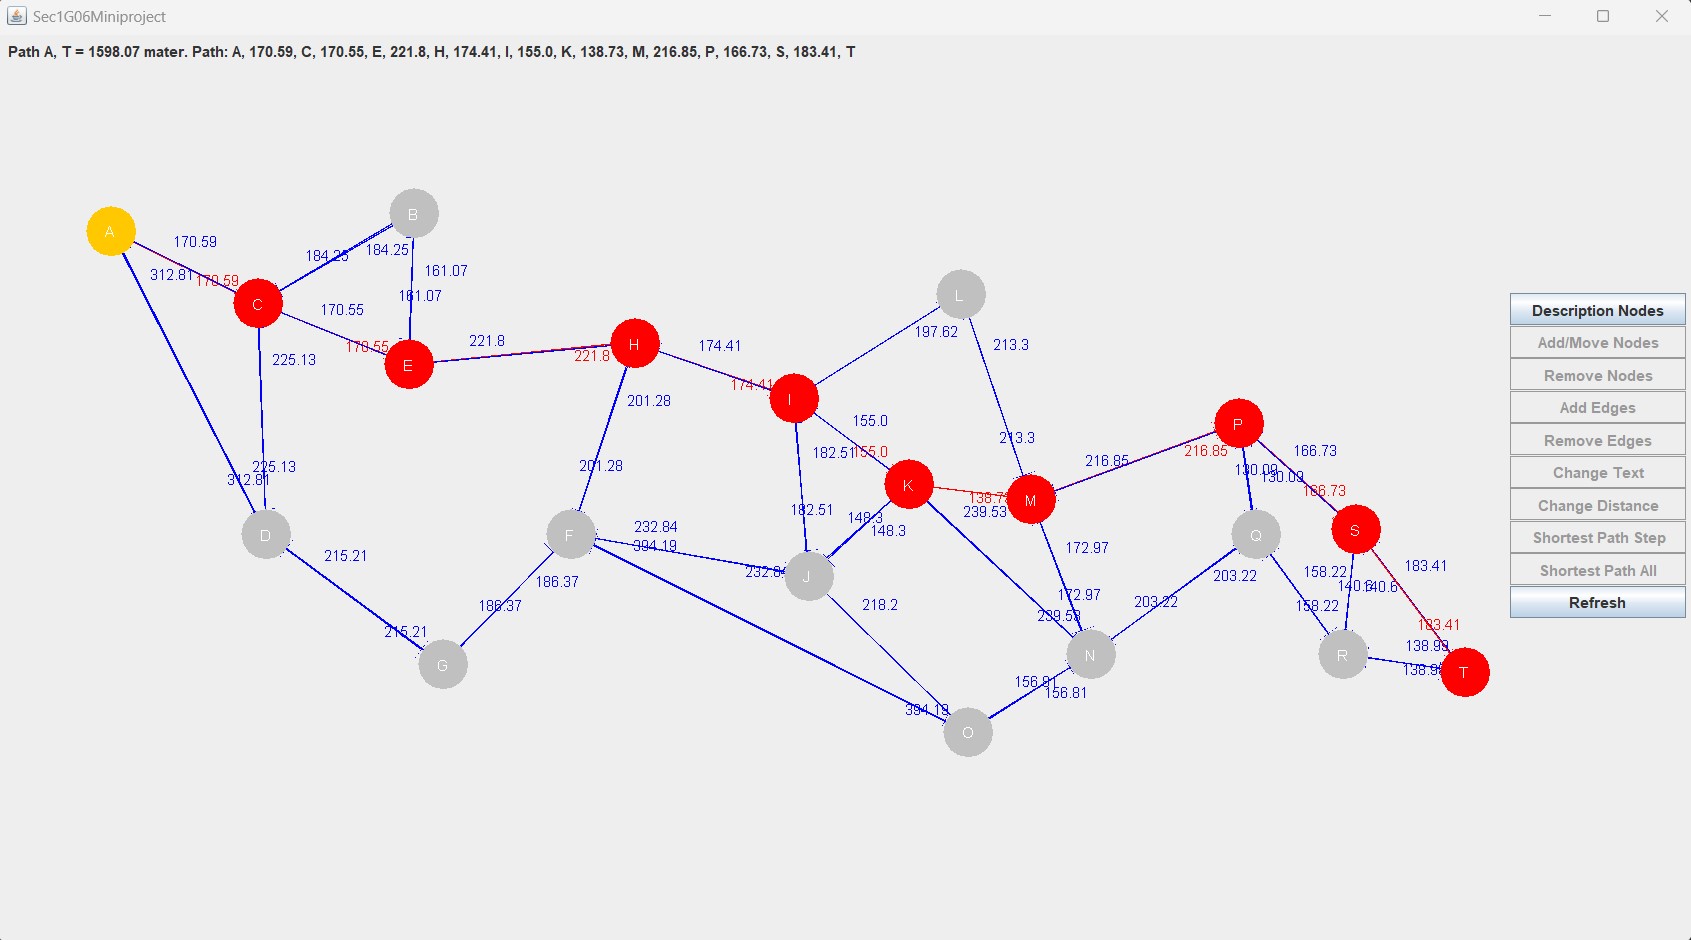 Sec1G06Miniproject
Path A, T = 1598.07 mater. Path: A, 170.59, C, 170.55, E, 221.8, H, 174.41, I, 155.0, K, 138.73, M, 216.85, P, 166.73, S, 183.41, T
B
A
170.59
184.25
184.25
312.81
170.59
161.07
161.07
L
C
170.55
197.62
Description Nodes
213.3
221.8
H
174.41
Add/Move Nodes
170.55
221.8
225.13
E
Remove Nodes
174.41
I
201.28
Add Edges
155.0
P
Remove Edges
213.3
182.51
155.0
216.85
166.73
216.85
201.28
225.13
130.09
130.09
Change Text
312.81
K
186.73
138.73
M
Change Distance
182.51
239.53
148.3
148.3
232.84
S
D
F
Q
Shortest Path Step
394.19
172.97
215.21
183.41
Shortest Path All
232.84
J
203.22
158.22
186.37
140.6
140.6
172.97
Refresh
186.37
218.2
203.22
158.22
239.53
183.41
215.21
138.99
G
N
R
T
156.81
156.81
394.19
O